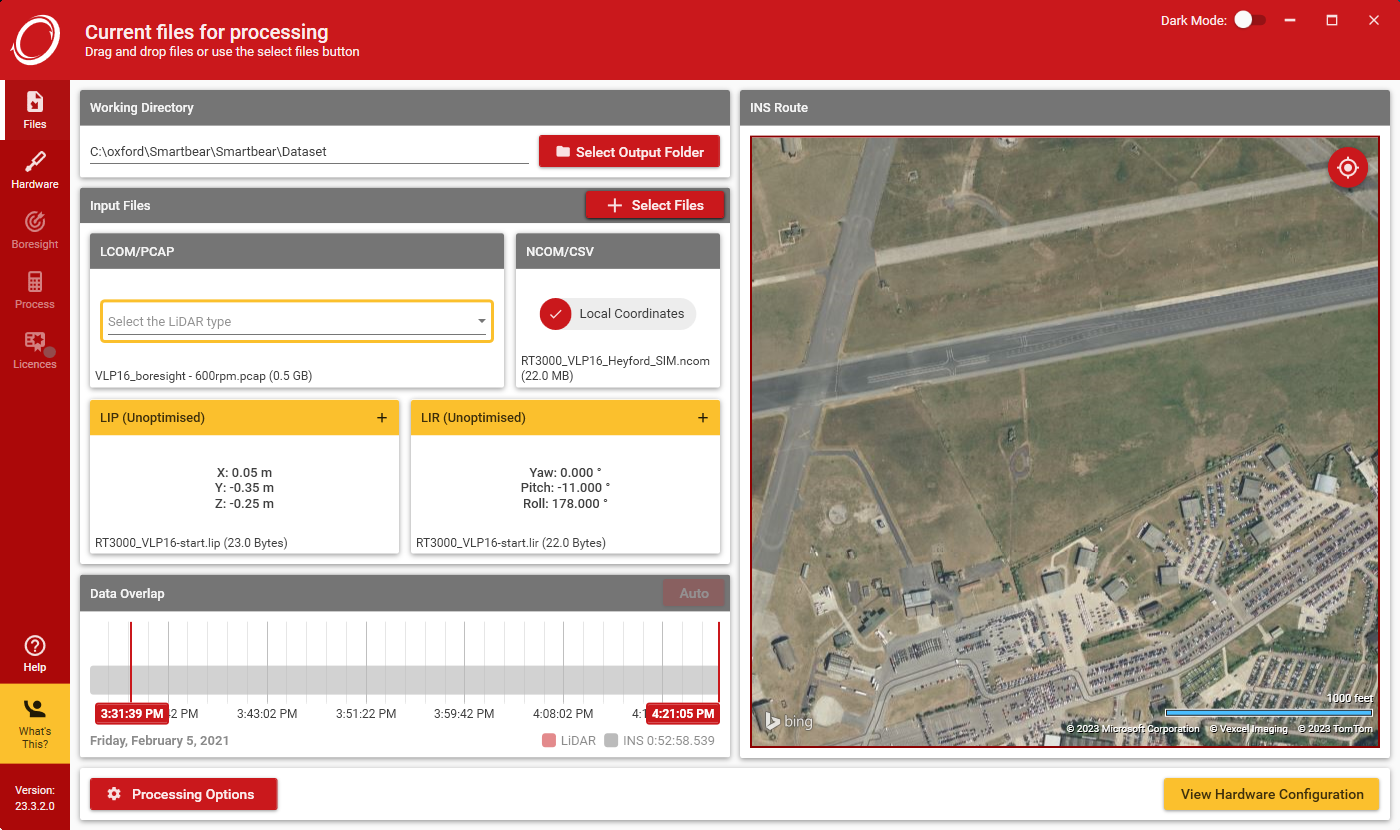 Current files for processing
Drag and drop files or use the select files button
Dark Mode:
Files
Hardware
Boresight
Process
Licences
Help
What's
This?
Version:
23.3.2.0
Working Directory
C:\oxford\Smartbear\Smartbear\Dataset
Select Output Folder
Input Files
Select Files
LCOM/PCAP
Select the LiDAR type
VLP16_boresight - 600rpm.pcap (0.5 GB)
NCOM/CSV
Local Coordinates
RT3000_VLP16_Heyford_SIM.ncom
(22.0 MB)
LIP (Unoptimised) +
X: 0.05 m
Y: -0.35 m
Z: -0.25 m
RT3000_VLP16-start.lip (23.0 Bytes)
LIR (Unoptimised) +
Yaw: 0.000 °
Pitch: -11.000 °
Roll: 178.000 °
RT3000_VLP16-start.lir (22.0 Bytes)
Data Overlap
Auto
3:31:39 PM 2 PM 3:43:02 PM 3:51:22 PM 3:59:42 PM 4:08:02 PM 4:1 4:21:05 PM
Friday, February 5, 2021
LiDAR INS 0:52:58.539
INS Route
1000 feet
bing
© 2023 Microsoft Corporation © Vexcel Imaging © 2023 TomTom
Processing Options
View Hardware Configuration